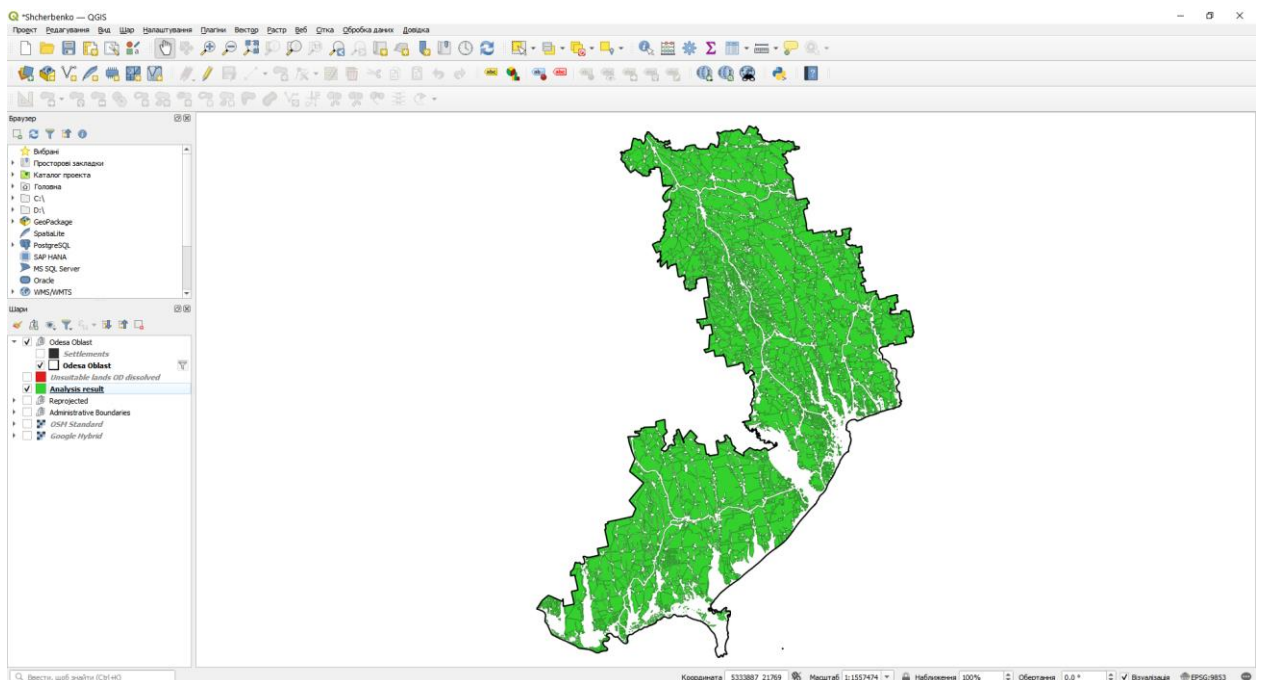 *Shcherbenko — QGIS
Проєкт Редагування Вид Шар Налаштування Плагіни Вектор Растр Веб Сітка Обробка даних Довідка
Браузер
Вибрані
Просторові закладки
Каталог проекта
Головна
C:\
D:\
GeoPackage
SpatiaLite
PostgreSQL
SAP HANA
MS SQL Server
Oracle
WMS/WMTS
Шари
Odesa Oblast
Settlements
Odesa Oblast
Unsuitable lands OD dissolved
Analysis result
Reprojected
Administrative Boundaries
OSM Standard
Google Hybrid
Ввести, щоб знайти (Ctrl+K)
Координата 5333887 21769 Масштаб 1:1557474 Наближення 100% Обертання 0.0 ° Візуалізація EPSG:9853